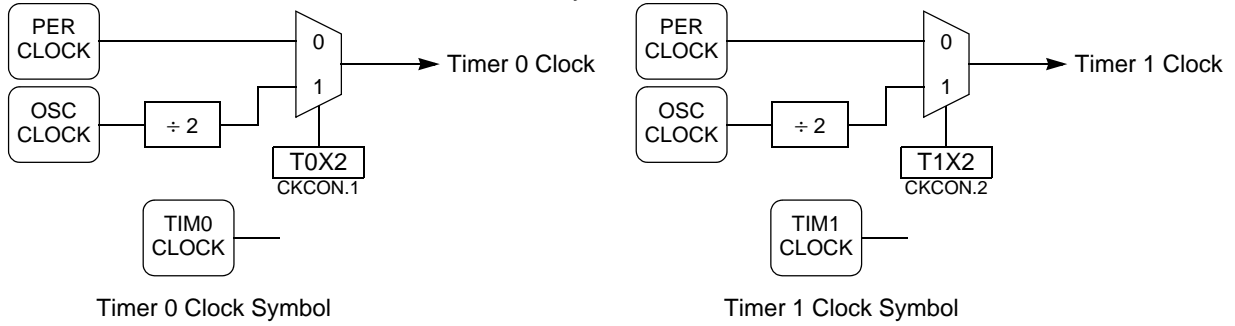 PER
CLOCK
0
Timer 0 Clock
1
OSC
CLOCK
÷ 2
T0X2
CKCON.1
TIM0
CLOCK
Timer 0 Clock Symbol
PER
CLOCK
0
Timer 1 Clock
1
OSC
CLOCK
÷ 2
T1X2
CKCON.2
TIM1
CLOCK
Timer 1 Clock Symbol